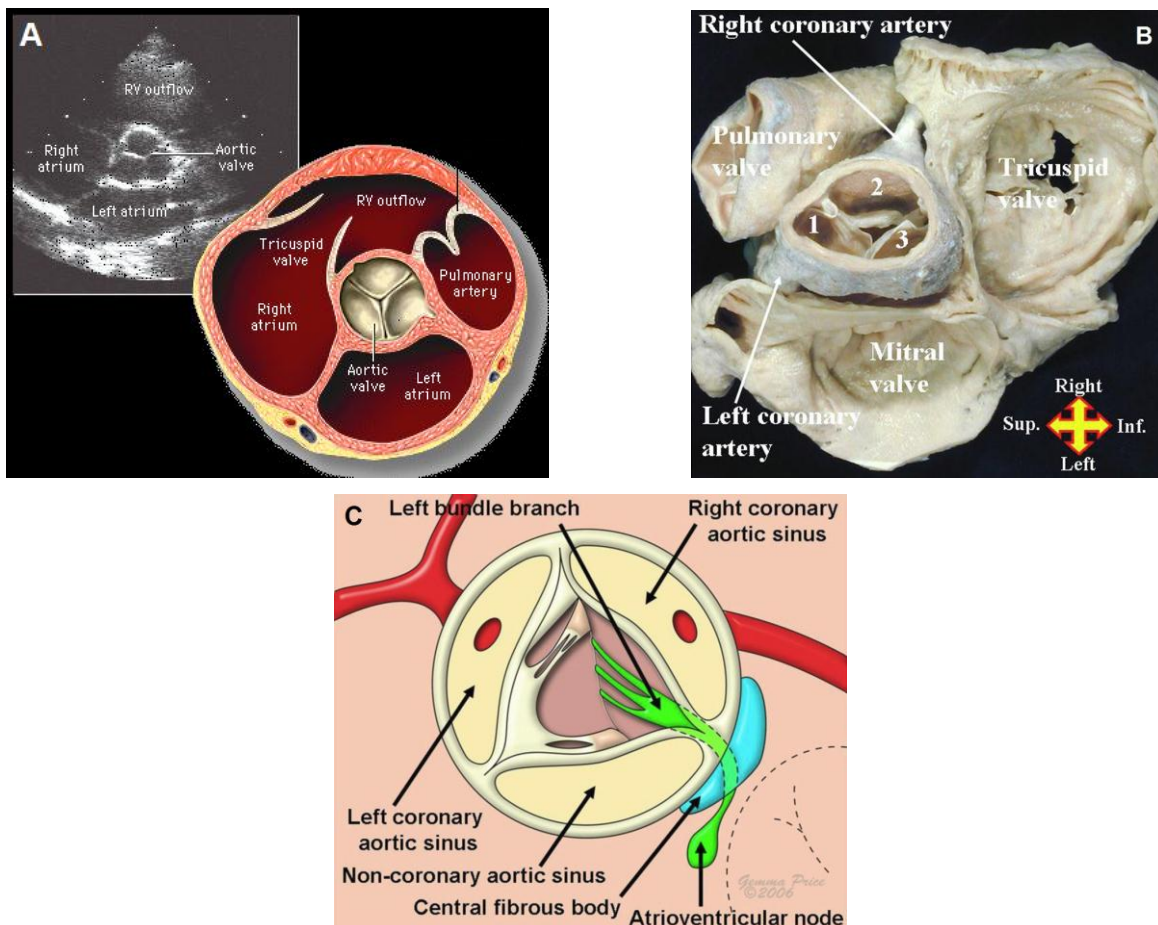 A
RV outflow
Right
atrium
Aortic
valve
Left atrium
RV outflow
Tricuspid
valve
Pulmonary
artery
Right
atrium
Aortic
valve
Left
atrium
B
Right coronary
artery
Pulmonary
valve
Tricuspid
valve
2
1
3
Mitral
valve
Left coronary
artery
Right
Sup.
Inf.
Left
C
Left bundle branch
Right coronary
aortic sinus
Left coronary
aortic sinus
Non-coronary aortic sinus
Central fibrous body
Atrioventricular node
Gemma Price
©2006